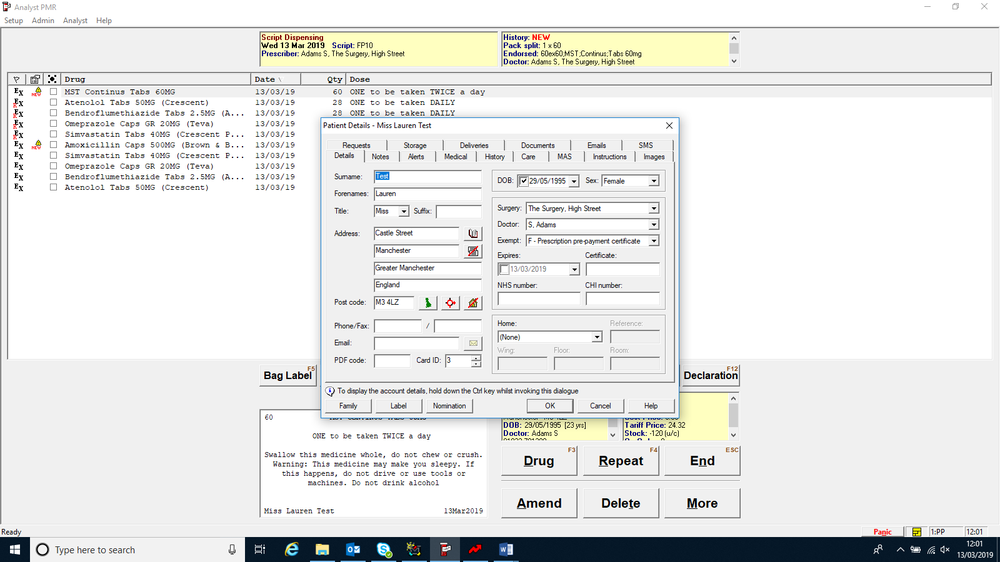 Analyst PMR
Setup Admin Analyst Help
Script Dispensing
Wed 13 Mar 2019 Script: FP10
Prescriber: Adams S, The Surgery, High Street
History: NEW
Pack split: 1 x 60
Endorsed: 60ex60;MST;Continus;Tabs 60mg
Doctor: Adams S, The Surgery, High Street
Drug Date Qty Dose
Ex NEW MST Continus Tabs 60MG 13/03/19 60 ONE to be taken TWICE a day
Ex R Atenolol Tabs 50MG (Crescent) 13/03/19 28 ONE to be taken DAILY
Ex R Bendroflumethiazide Tabs 2.5MG (A... 13/03/19 28 ONE to be taken DAILY
Ex R Omeprazole Caps GR 20MG (Teva) 13/03/19
Ex R Simvastatin Tabs 40MG (Crescent P... 13/03/19
Ex NEW Amoxicillin Caps 500MG (Brown & B... 13/03/19
Ex Simvastatin Tabs 40MG (Crescent P... 13/03/19
Ex Omeprazole Caps GR 20MG (Teva) 13/03/19
Ex Bendroflumethiazide Tabs 2.5MG (A... 13/03/19
Ex Atenolol Tabs 50MG (Crescent) 13/03/19
Patient Details - Miss Lauren Test
Requests Storage Deliveries Documents Emails SMS
Details Notes Alerts Medical History Care MAS Instructions Images
Surname: Test
Forenames: Lauren
Title: Miss Suffix:
Address: Castle Street
Manchester
Greater Manchester
England
Post code: M3 4LZ
Phone/Fax: /
Email:
PDF code: Card ID: 3
DOB: 29/05/1995 Sex: Female
Surgery: The Surgery, High Street
Doctor: S, Adams
Exempt: F - Prescription pre-payment certificate
Expires: Certificate:
13/03/2019
NHS number: CHI number:
Home: Reference:
(None)
Wing: Floor: Room:
To display the account details, hold down the Ctrl key whilst invoking this dialogue
Family Label Nomination OK Cancel Help
Bag Label F5
Declaration F12
60
ONE to be taken TWICE a day
Swallow this medicine whole, do not chew or crush.
Warning: This medicine may make you sleepy. If
this happens, do not drive or use tools or
machines. Do not drink alcohol
Miss Lauren Test 13Mar2019
DOB: 29/05/1995 [23 yrs]
Doctor: Adams S
Tariff Price: 24.32
Stock: -120 (u/c)
Drug F3 Repeat F4 End ESC
Amend Delete More
Ready Panic 1:PP 12:01
Type here to search
12:01
13/03/2019